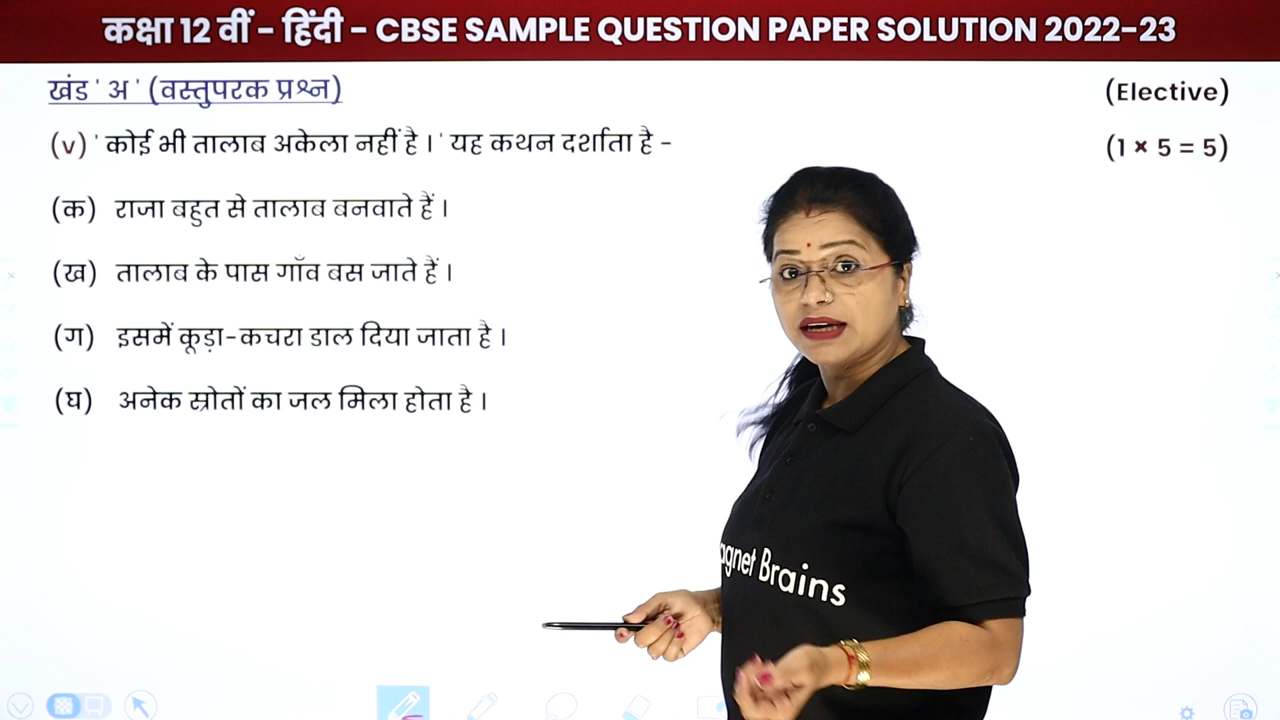 कक्षा 12 वीं - हिंदी - CBSE SAMPLE QUESTION PAPER SOLUTION 2022-23
खंड ' अ ' (वस्तुपरक प्रश्न) (Elective)
(v) ' कोई भी तालाब अकेला नहीं है । ' यह कथन दर्शाता है - (1 × 5 = 5)
(क) राजा बहुत से तालाब बनवाते हैं ।
(ख) तालाब के पास गाँव बस जाते हैं ।
(ग) इसमें कूड़ा-कचरा डाल दिया जाता है ।
(घ) अनेक स्रोतों का जल मिला होता है ।
Brains